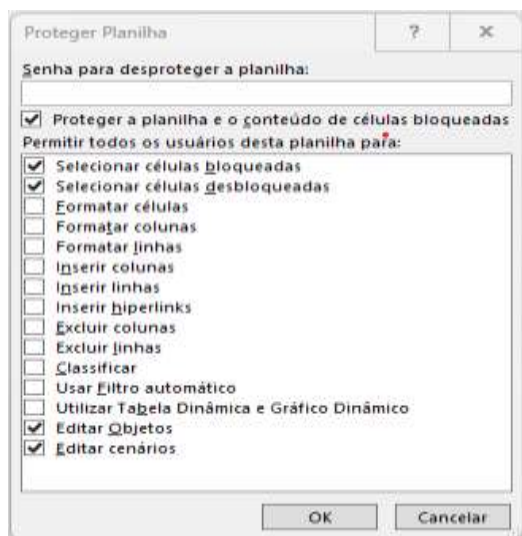 Proteger Planilha ? ×
Senha para desproteger a planilha:
Proteger a planilha e o conteúdo de células bloqueadas
Permitir todos os usuários desta planilha para:
Selecionar células bloqueadas
Selecionar células desbloqueadas
Formatar células
Formatar colunas
Formatar linhas
Inserir colunas
Inserir linhas
Inserir hiperlinks
Excluir colunas
Excluir linhas
Classificar
Usar Filtro automático
Utilizar Tabela Dinâmica e Gráfico Dinâmico
Editar Objetos
Editar cenários
OK Cancelar